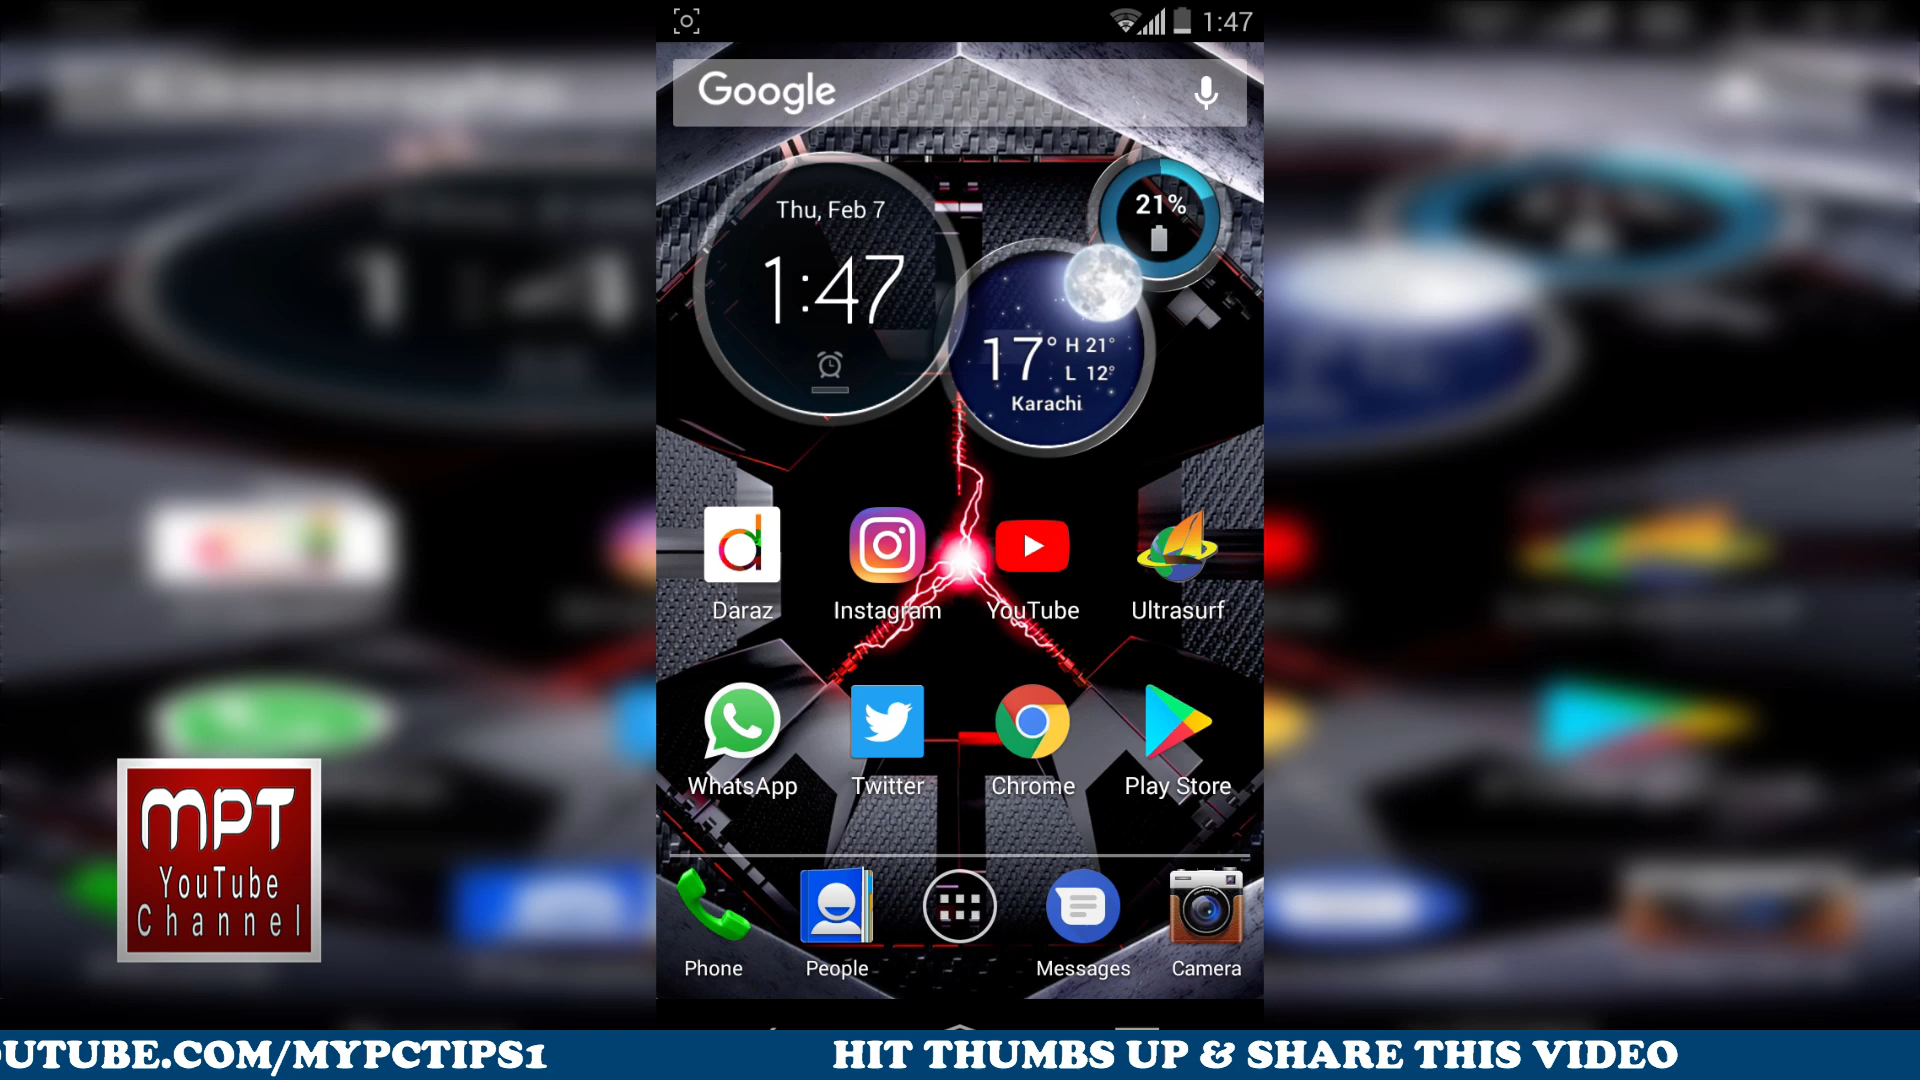 1:47
Google
Thu, Feb 7
1:47
21%
17° H 21°
L 12°
Karachi
Daraz Instagram YouTube Ultrasurf
WhatsApp Twitter Chrome Play Store
Phone People Messages Camera
MPT
YouTube
Channel
OUTUBE.COM/MYPCTIPS1 HIT THUMBS UP & SHARE THIS VIDEO